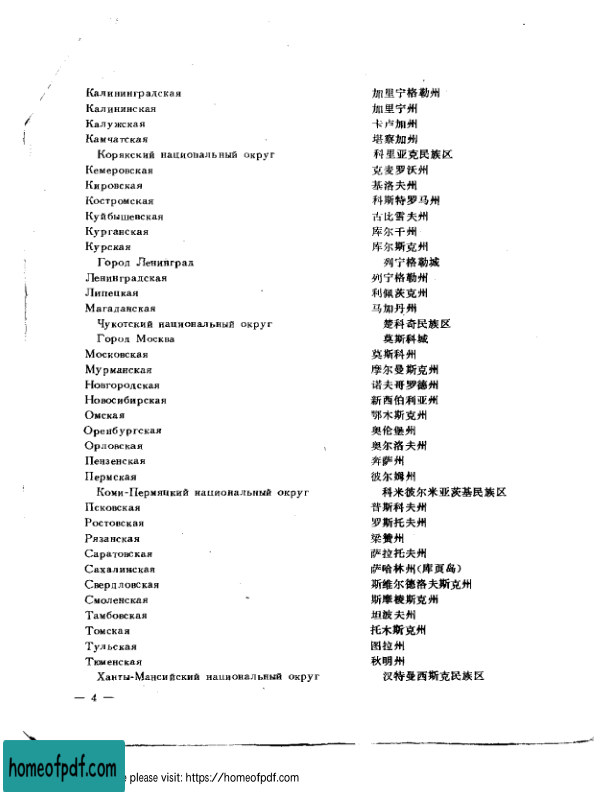 Калининградская 加里宁格勒州
Калининская 加里宁州
Калужская 卡卢加州
Камчатская 堪察加州
Корякский национальный округ 科里亚克民族区
Кемеровская 克麦罗沃州
Кировская 基洛夫州
Костромская 科斯特罗马州
Куйбышевская 古比雪夫州
Курганская 库尔干州
Курская 库尔斯克州
Город Ленинград 列宁格勒城
Ленинградская 列宁格勒州
Липецкая 利佩茨克州
Магаданская 马加丹州
Чукотский национальный округ 楚科奇民族区
Город Москва 莫斯科城
Московская 莫斯科州
Мурманская 摩尔曼斯克州
Новгородская 诺夫哥罗德州
Новосибирская 新西伯利亚州
Омская 鄂木斯克州
Оренбургская 奥伦堡州
Орловская 奥尔洛夫州
Пензенская 奔萨州
Пермская 彼尔姆州
Коми-Пермяцкий национальный округ 科米彼尔米亚茨基民族区
Псковская 普斯科夫州
Ростовская 罗斯托夫州
Рязанская 梁赞州
Саратовская 萨拉托夫州
Сахалинская 萨哈林州(库页岛)
Свердловская 斯维尔德洛夫斯克州
Смоленская 斯摩棱斯克州
Тамбовская 坦波夫州
Томская 托木斯克州
Тульская 图拉州
Тюменская 秋明州
Ханты-Мансийский национальный округ 汉特曼西斯克民族区
— 4 —
homeofpdf.com
please visit: https://homeofpdf.com